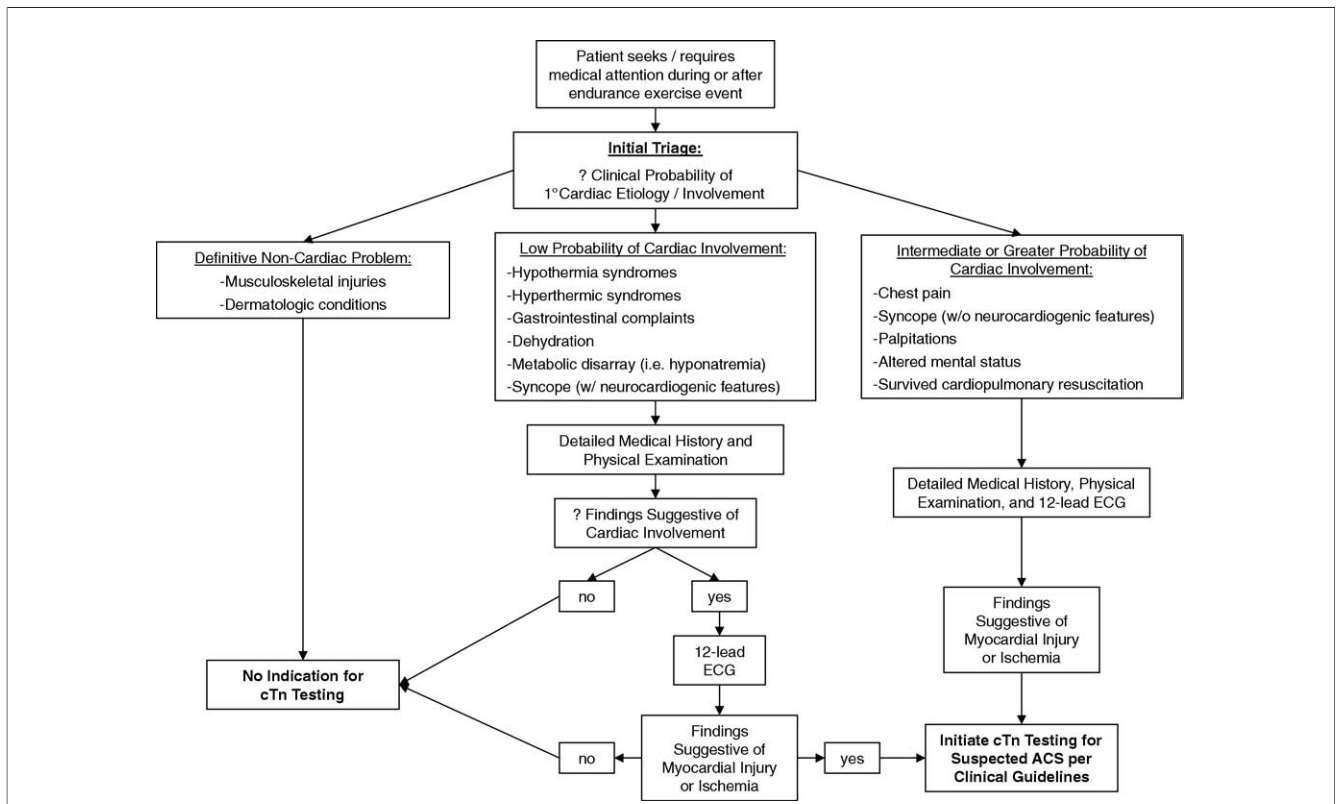 Patient seeks / requires
medical attention during or after
endurance exercise event
Initial Triage:
? Clinical Probability of
1°Cardiac Etiology / Involvement
Definitive Non-Cardiac Problem:
-Musculoskeletal injuries
-Dermatologic conditions
Low Probability of Cardiac Involvement:
-Hypothermia syndromes
-Hyperthermic syndromes
-Gastrointestinal complaints
-Dehydration
-Metabolic disarray (i.e. hyponatremia)
-Syncope (w/ neurocardiogenic features)
Intermediate or Greater Probability of
Cardiac Involvement:
-Chest pain
-Syncope (w/o neurocardiogenic features)
-Palpitations
-Altered mental status
-Survived cardiopulmonary resuscitation
Detailed Medical History and
Physical Examination
Detailed Medical History, Physical
Examination, and 12-lead ECG
? Findings Suggestive of
Cardiac Involvement
no
yes
12-lead
ECG
Findings
Suggestive of
Myocardial Injury
or Ischemia
No Indication for
cTn Testing
no
Findings
Suggestive of
Myocardial Injury
or Ischemia
yes
Initiate cTn Testing for
Suspected ACS per
Clinical Guidelines